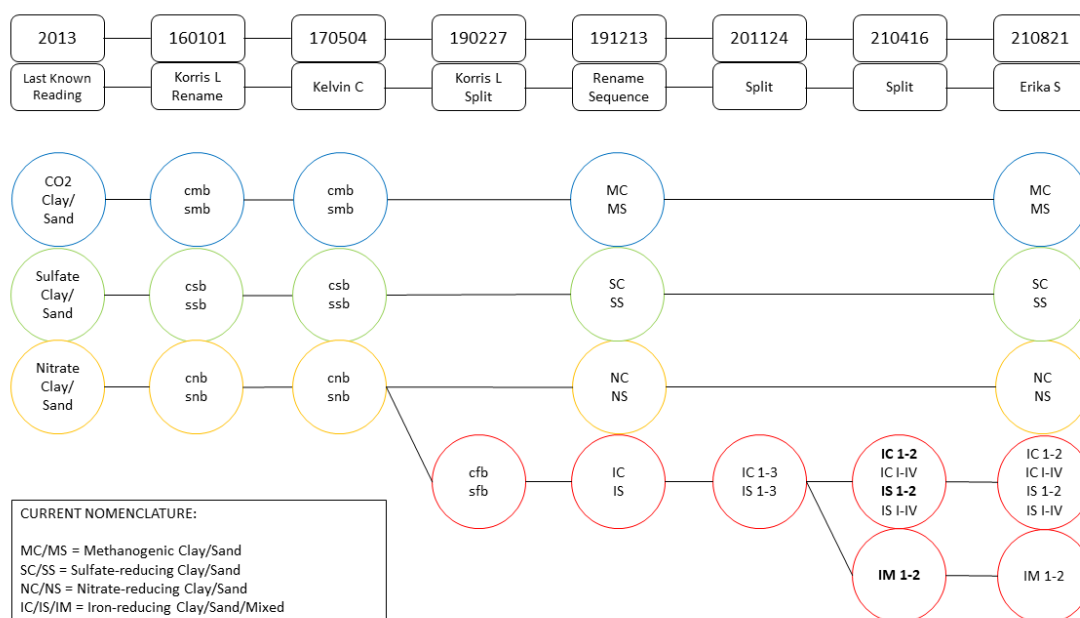 2013
160101
170504
190227
191213
201124
210416
210821
Last Known
Reading
Korris L
Rename
Kelvin C
Korris L
Split
Rename
Sequence
Split
Split
Erika S
CO2
Clay/
Sand
cmb
smb
cmb
smb
MC
MS
MC
MS
Sulfate
Clay/
Sand
csb
ssb
csb
ssb
SC
SS
SC
SS
Nitrate
Clay/
Sand
cnb
snb
cnb
snb
NC
NS
NC
NS
cfb
sfb
IC
IS
IC 1-3
IS 1-3
IC 1-2
IC I-IV
IS 1-2
IS I-IV
IC 1-2
IC I-IV
IS 1-2
IS I-IV
IM 1-2
IM 1-2
CURRENT NOMENCLATURE:
MC/MS = Methanogenic Clay/Sand
SC/SS = Sulfate-reducing Clay/Sand
NC/NS = Nitrate-reducing Clay/Sand
IC/IS/IM = Iron-reducing Clay/Sand/Mixed